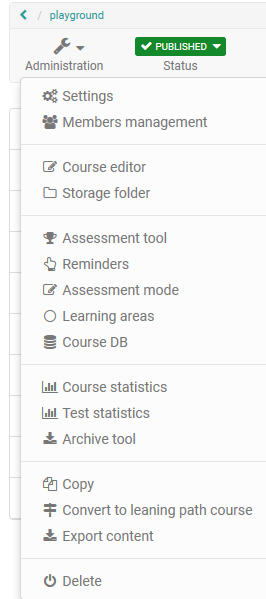 / playground
PUBLISHED
Administration Status
Settings
Members management
Course editor
Storage folder
Assessment tool
Reminders
Assessment mode
Learning areas
Course DB
Course statistics
Test statistics
Archive tool
Copy
Convert to leaning path course
Export content
Delete